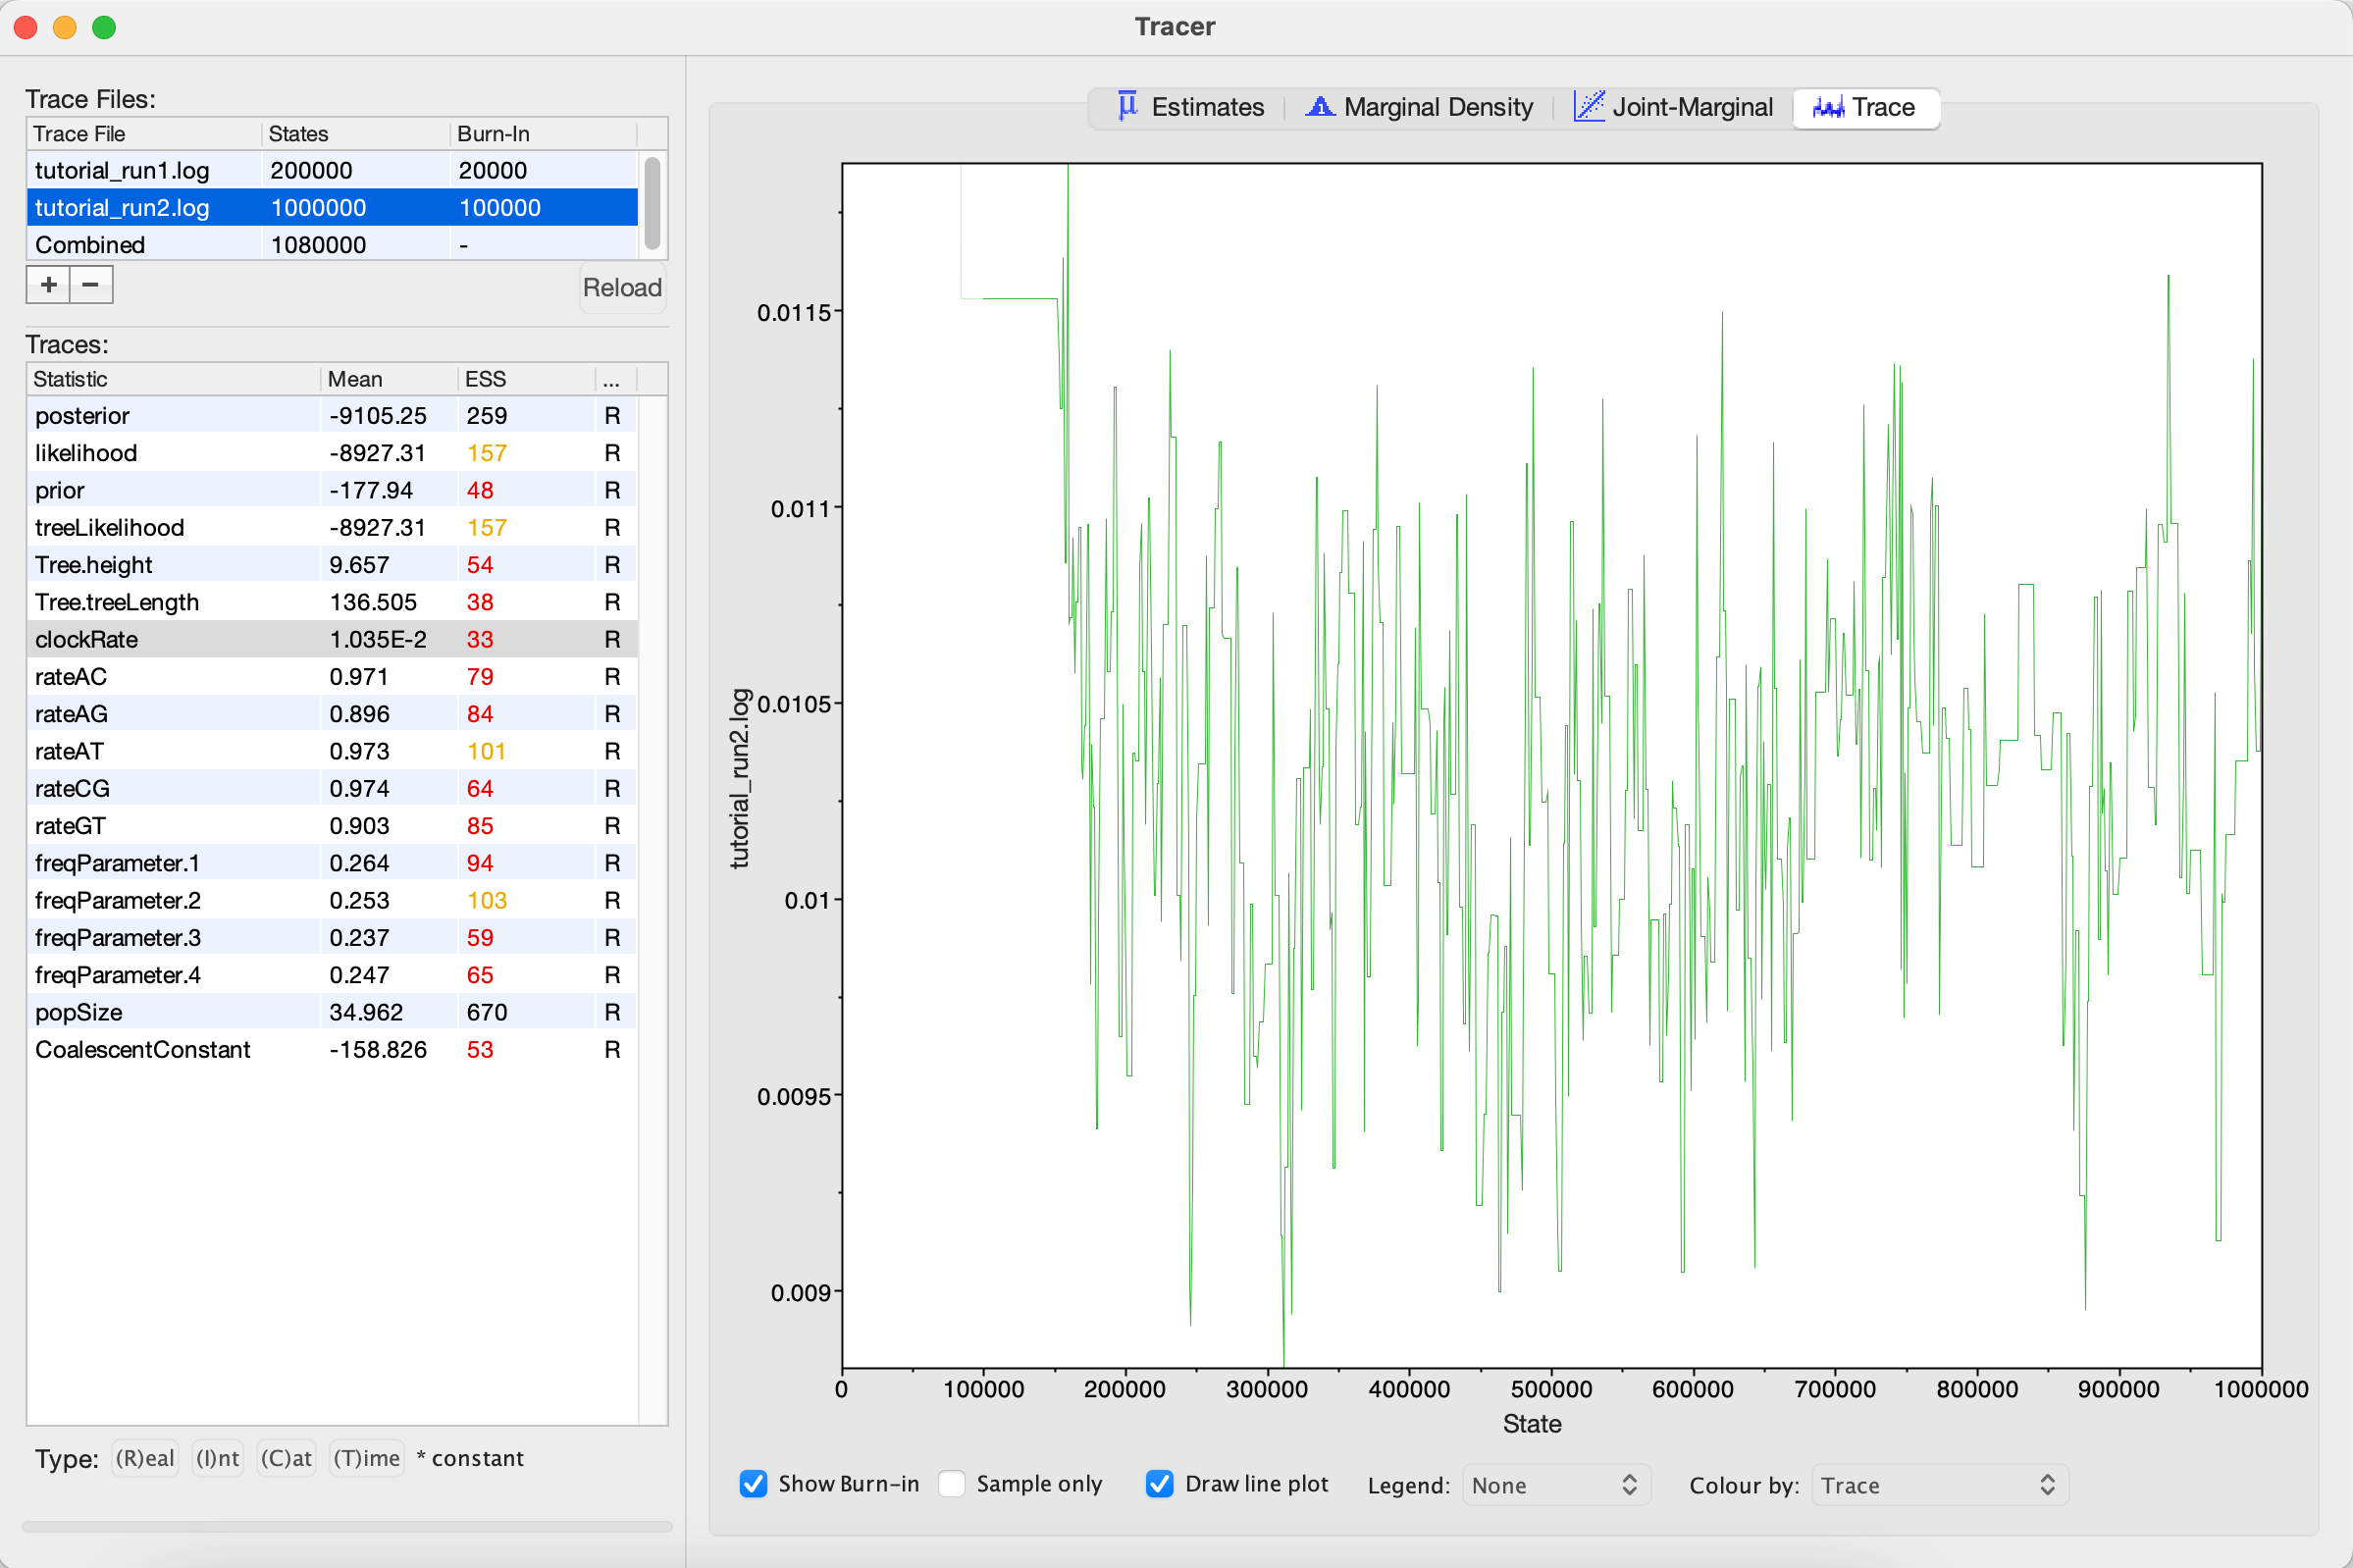 Tracer
Trace Files:
Trace File States Burn-In
tutorial_run1.log 200000 20000
tutorial_run2.log 1000000 100000
Combined 1080000 -
+ − Reload
Traces:
Statistic Mean ESS ...
posterior -9105.25 259 R
likelihood -8927.31 157 R
prior -177.94 48 R
treeLikelihood -8927.31 157 R
Tree.height 9.657 54 R
Tree.treeLength 136.505 38 R
clockRate 1.035E-2 33 R
rateAC 0.971 79 R
rateAG 0.896 84 R
rateAT 0.973 101 R
rateCG 0.974 64 R
rateGT 0.903 85 R
freqParameter.1 0.264 94 R
freqParameter.2 0.253 103 R
freqParameter.3 0.237 59 R
freqParameter.4 0.247 65 R
popSize 34.962 670 R
CoalescentConstant -158.826 53 R
Type: (R)eal (I)nt (C)at (T)ime * constant
Estimates Marginal Density Joint-Marginal Trace
tutorial_run2.log
0.0115
0.011
0.0105
0.01
0.0095
0.009
0 100000 200000 300000 400000 500000 600000 700000 800000 900000 1000000
State
Show Burn-in Sample only Draw line plot Legend: None Colour by: Trace